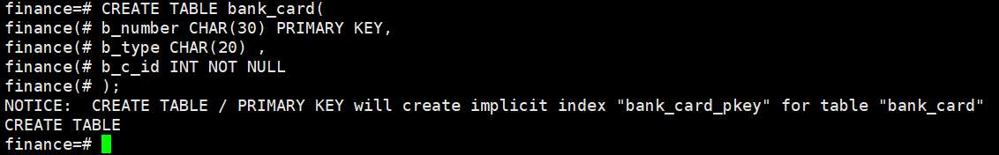 finance=# CREATE TABLE bank_card(
finance(# b_number CHAR(30) PRIMARY KEY,
finance(# b_type CHAR(20) ,
finance(# b_c_id INT NOT NULL
finance(# );
NOTICE:  CREATE TABLE / PRIMARY KEY will create implicit index "bank_card_pkey" for table "bank_card"
CREATE TABLE
finance=#